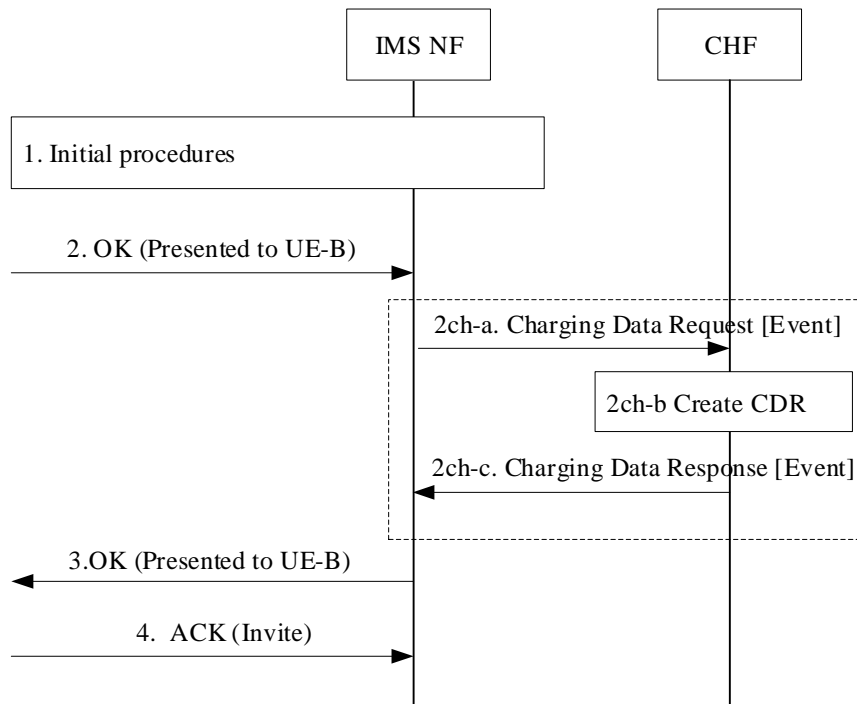 IMS NF
CHF
1. Initial procedures
2. OK (Presented to UE-B)
2ch-a. Charging Data Request [Event]
2ch-b Create CDR
2ch-c. Charging Data Response [Event]
3.OK (Presented to UE-B)
4. ACK (Invite)